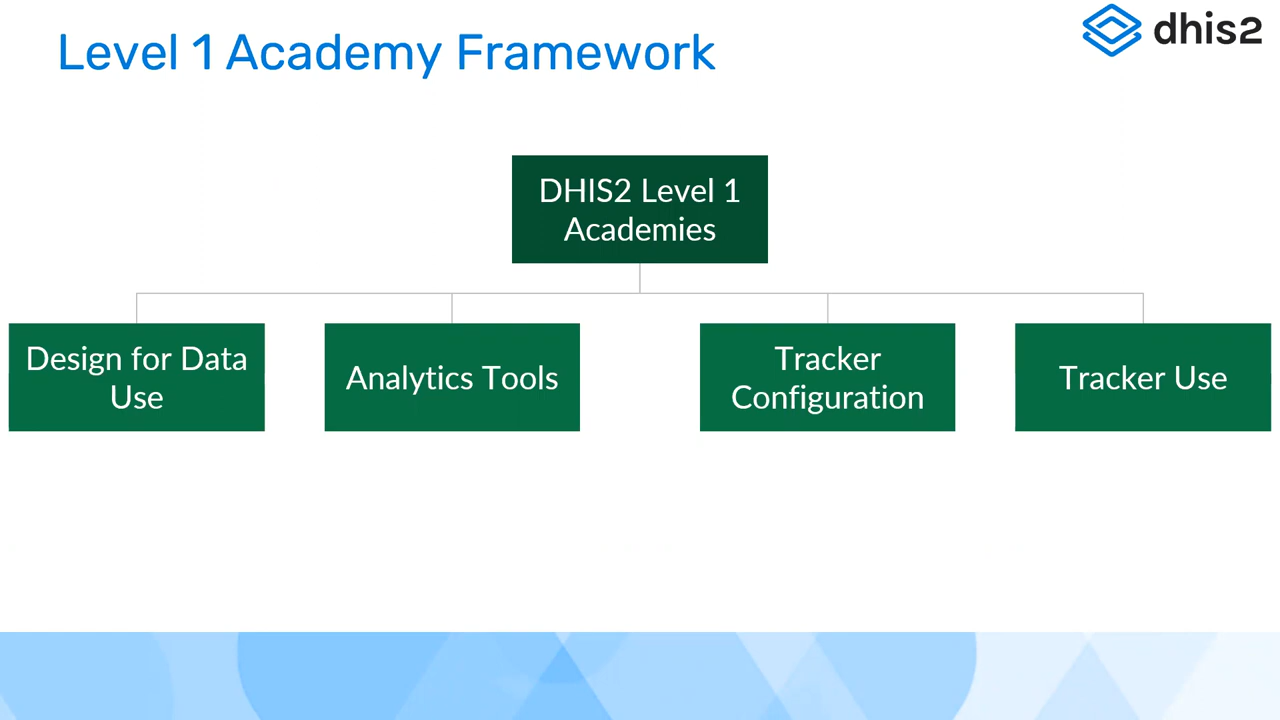 Level 1 Academy Framework
dhis2
DHIS2 Level 1
Academies
Design for Data
Use
Analytics Tools
Tracker
Configuration
Tracker Use